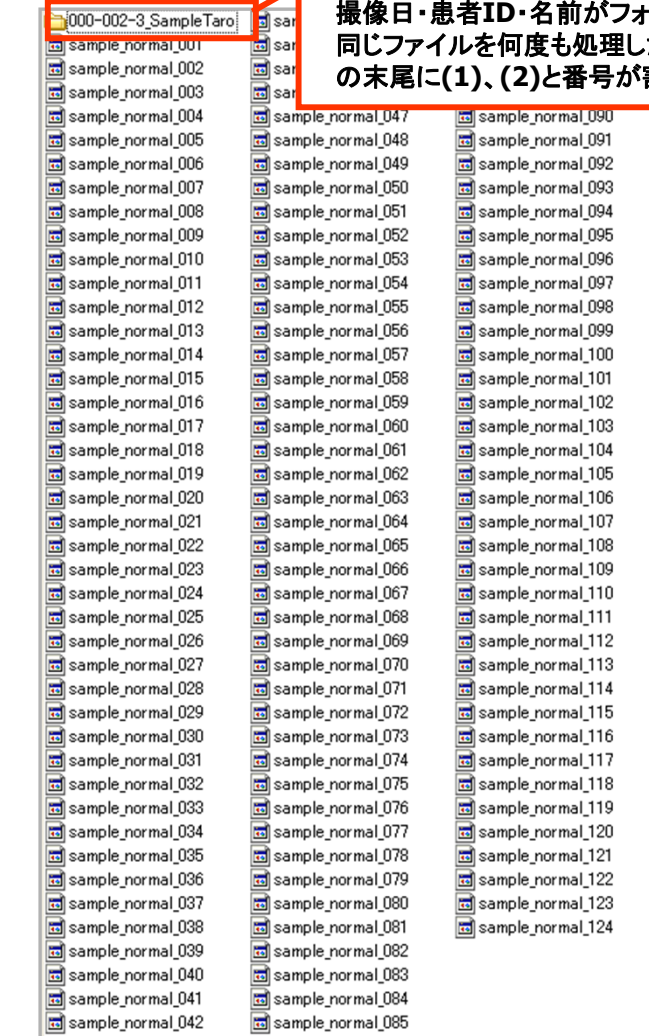 撮像日・患者ID・名前がフォ
同じファイルを何度も処理し
の末尾に(1)、(2)と番号が
000-002-3_SampleTaro
sample_normal_001
sample_normal_002
sample_normal_003
sample_normal_004
sample_normal_005
sample_normal_006
sample_normal_007
sample_normal_008
sample_normal_009
sample_normal_010
sample_normal_011
sample_normal_012
sample_normal_013
sample_normal_014
sample_normal_015
sample_normal_016
sample_normal_017
sample_normal_018
sample_normal_019
sample_normal_020
sample_normal_021
sample_normal_022
sample_normal_023
sample_normal_024
sample_normal_025
sample_normal_026
sample_normal_027
sample_normal_028
sample_normal_029
sample_normal_030
sample_normal_031
sample_normal_032
sample_normal_033
sample_normal_034
sample_normal_035
sample_normal_036
sample_normal_037
sample_normal_038
sample_normal_039
sample_normal_040
sample_normal_041
sample_normal_042
sample_normal_047
sample_normal_048
sample_normal_049
sample_normal_050
sample_normal_051
sample_normal_052
sample_normal_053
sample_normal_054
sample_normal_055
sample_normal_056
sample_normal_057
sample_normal_058
sample_normal_059
sample_normal_060
sample_normal_061
sample_normal_062
sample_normal_063
sample_normal_064
sample_normal_065
sample_normal_066
sample_normal_067
sample_normal_068
sample_normal_069
sample_normal_070
sample_normal_071
sample_normal_072
sample_normal_073
sample_normal_074
sample_normal_075
sample_normal_076
sample_normal_077
sample_normal_078
sample_normal_079
sample_normal_080
sample_normal_081
sample_normal_082
sample_normal_083
sample_normal_084
sample_normal_085
sample_normal_090
sample_normal_091
sample_normal_092
sample_normal_093
sample_normal_094
sample_normal_095
sample_normal_096
sample_normal_097
sample_normal_098
sample_normal_099
sample_normal_100
sample_normal_101
sample_normal_102
sample_normal_103
sample_normal_104
sample_normal_105
sample_normal_106
sample_normal_107
sample_normal_108
sample_normal_109
sample_normal_110
sample_normal_111
sample_normal_112
sample_normal_113
sample_normal_114
sample_normal_115
sample_normal_116
sample_normal_117
sample_normal_118
sample_normal_119
sample_normal_120
sample_normal_121
sample_normal_122
sample_normal_123
sample_normal_124